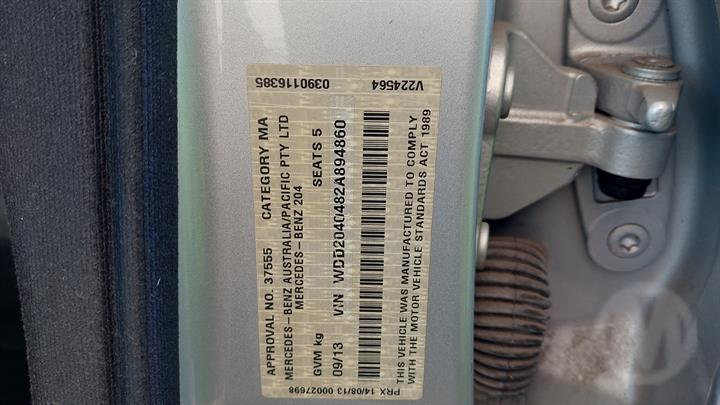 APPROVAL NO. 37555 CATEGORY MA
MERCEDES-BENZ AUSTRALIA/PACIFIC PTY LTD
MERCEDES-BENZ 204
GVM kg SEATS 5
09/13 VIN WDD2040482A894860
0390116385 V224564
THIS VEHICLE WAS MANUFACTURED TO COMPLY
WITH THE MOTOR VEHICLE STANDARDS ACT 1989
PRX 14/08/13 00027698